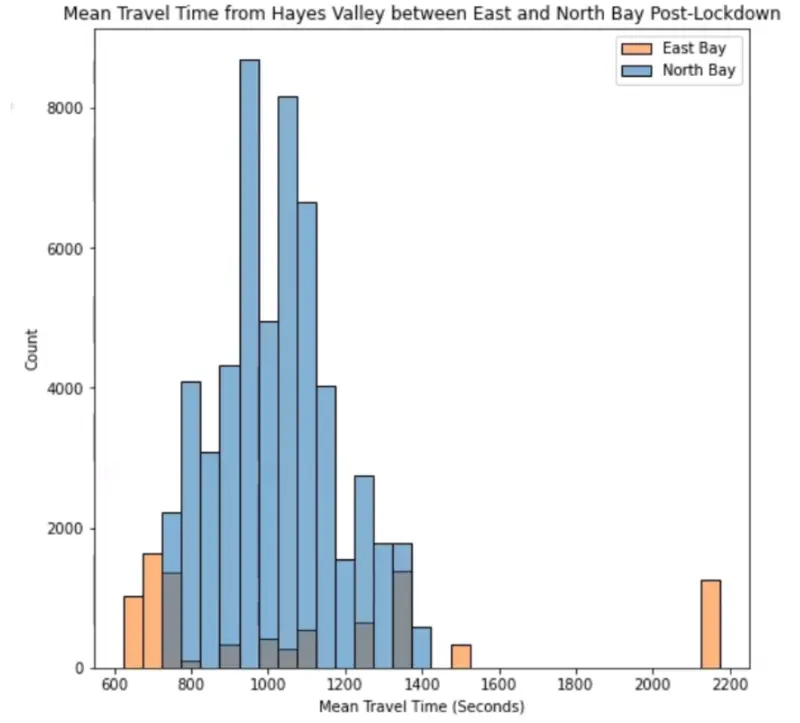 Mean Travel Time from Hayes Valley between East and North Bay Post-Lockdown
East Bay
North Bay
8000
6000
4000
2000
0
Count
600 800 1000 1200 1400 1600 1800 2000 2200
Mean Travel Time (Seconds)